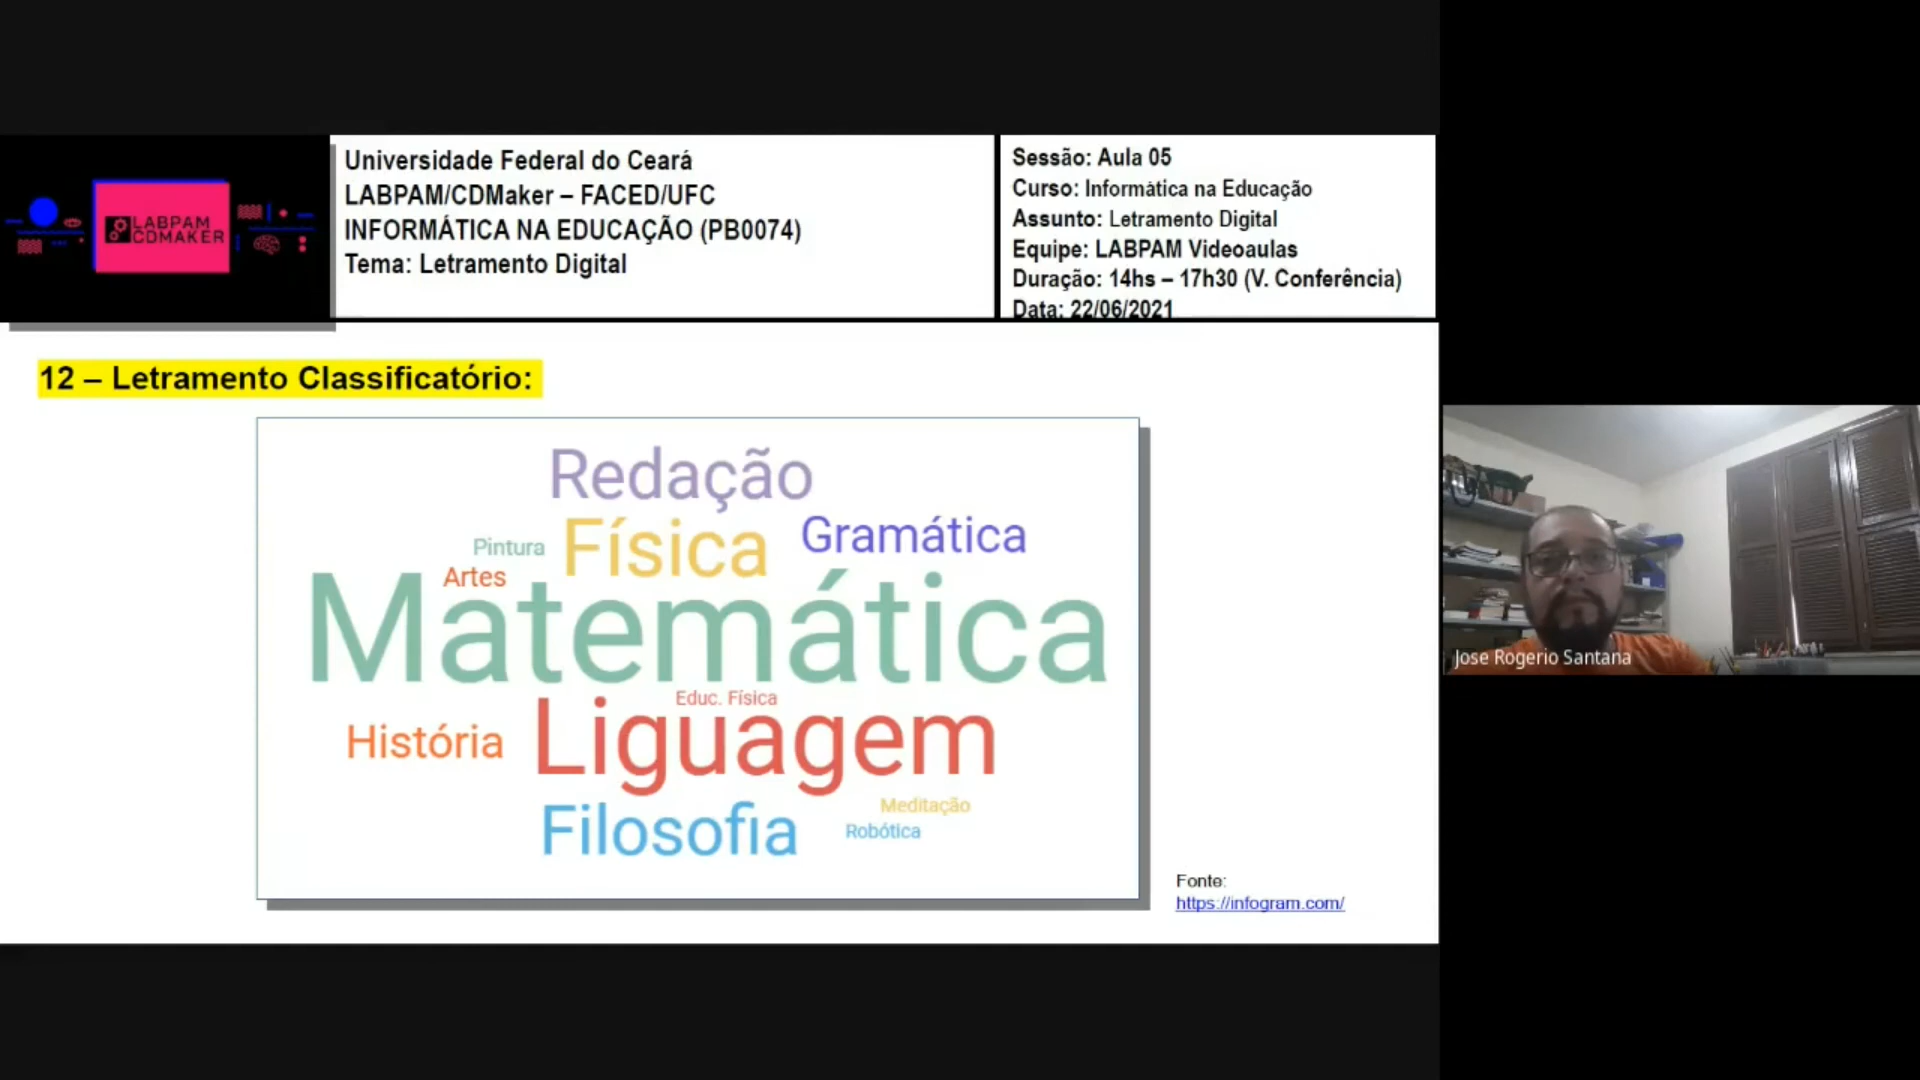 LABPAM
CDMAKER
Universidade Federal do Ceará
LABPAM/CDMaker – FACED/UFC
INFORMÁTICA NA EDUCAÇÃO (PB0074)
Tema: Letramento Digital
Sessão: Aula 05
Curso: Informàtica na Educação
Assunto: Letramento Digital
Equipe: LABPAM Videoaulas
Duração: 14hs – 17h30 (V. Conferência)
Data: 22/06/2021
12 – Letramento Classificatório:
Redação
Pintura Física Gramática
Artes
Matemática
Educ. Física
História Liguagem
Meditação
Filosofia Robótica
Fonte:
https://infogram.com/
Jose Rogerio Santana